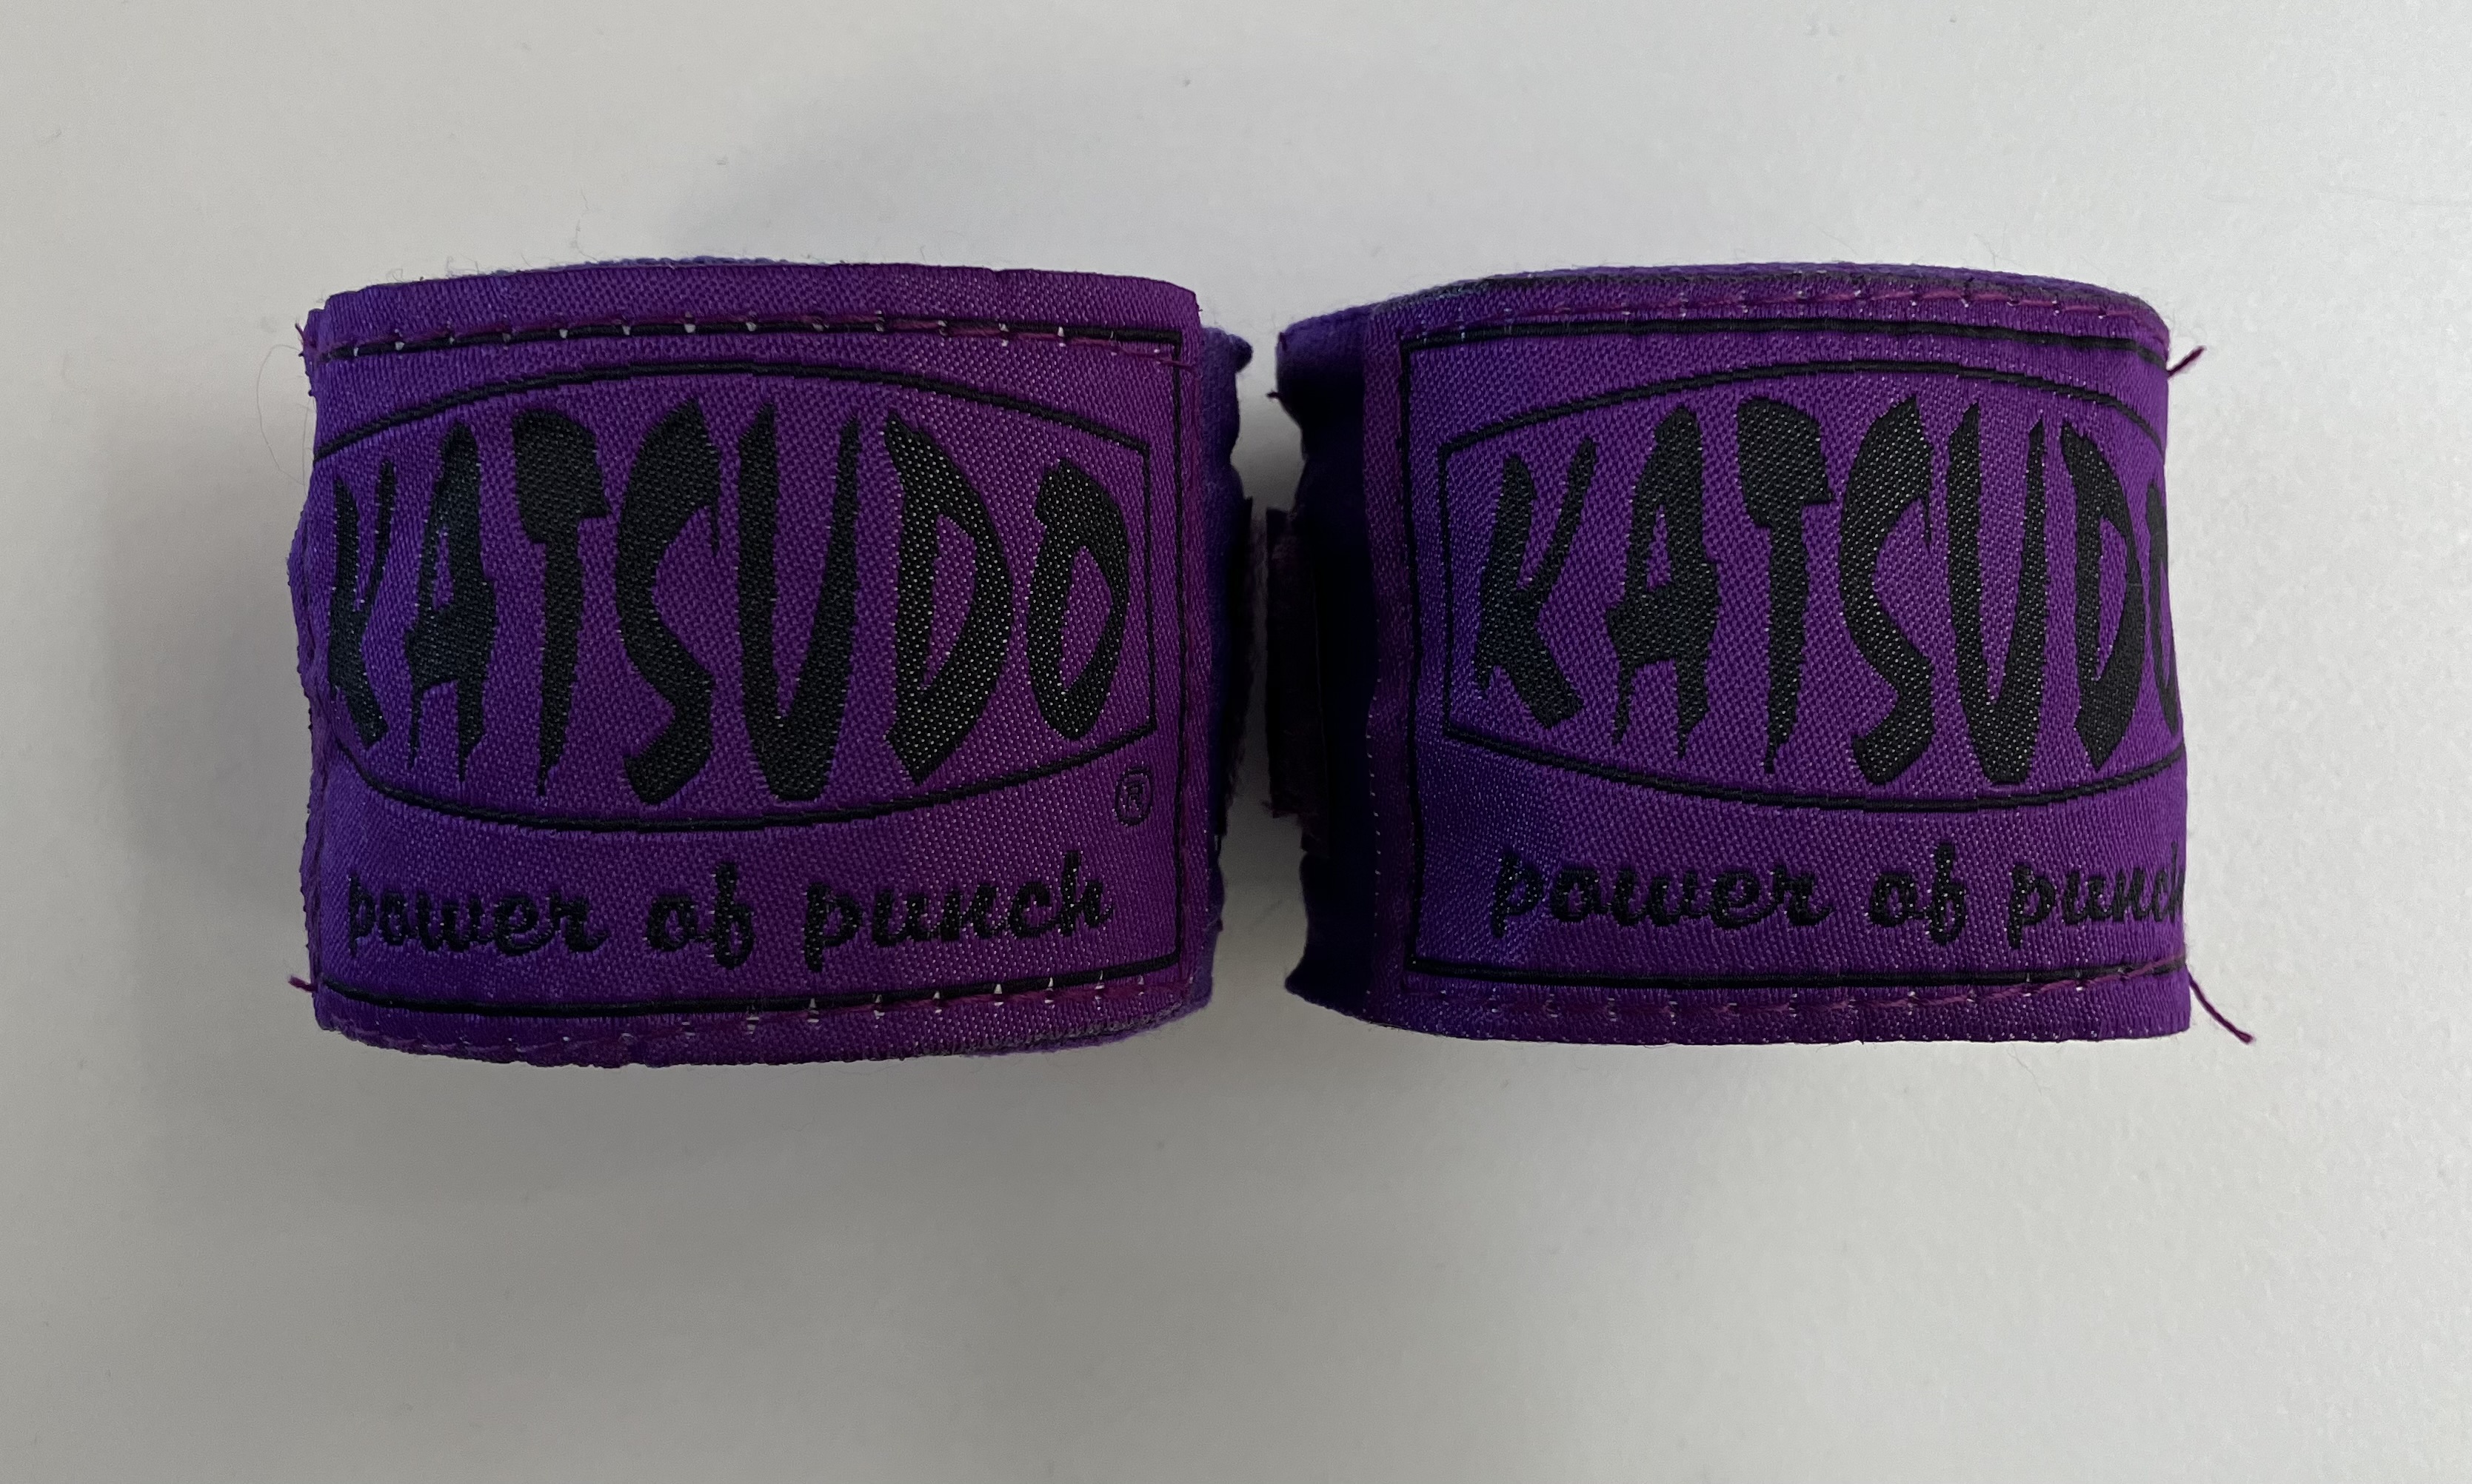 KATSUDO
®
power of punch
KATSUDO
power of punch